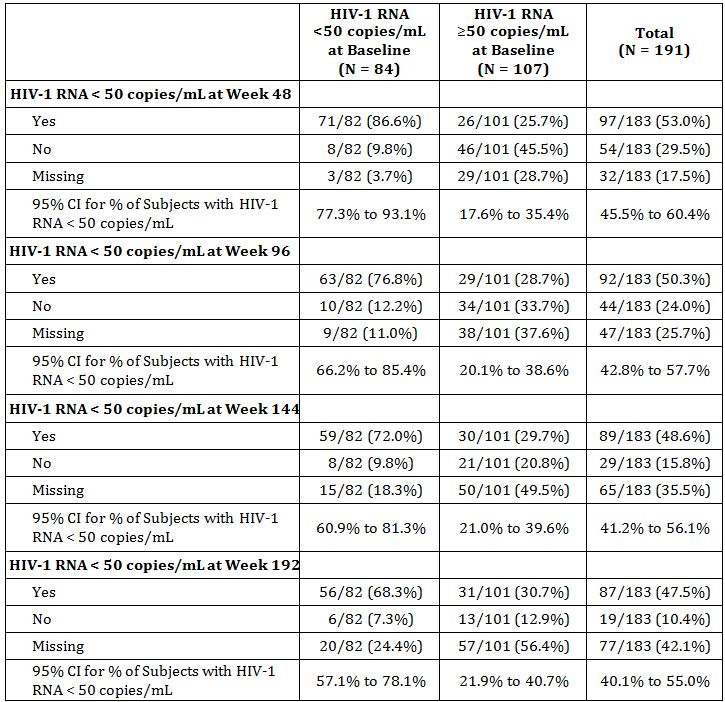 HIV-1 RNA <50 copies/mL at Baseline (N = 84) HIV-1 RNA ≥50 copies/mL at Baseline (N = 107) Total (N = 191)
HIV-1 RNA < 50 copies/mL at Week 48
Yes 71/82 (86.6%) 26/101 (25.7%) 97/183 (53.0%)
No 8/82 (9.8%) 46/101 (45.5%) 54/183 (29.5%)
Missing 3/82 (3.7%) 29/101 (28.7%) 32/183 (17.5%)
95% CI for % of Subjects with HIV-1 RNA < 50 copies/mL 77.3% to 93.1% 17.6% to 35.4% 45.5% to 60.4%
HIV-1 RNA < 50 copies/mL at Week 96
Yes 63/82 (76.8%) 29/101 (28.7%) 92/183 (50.3%)
No 10/82 (12.2%) 34/101 (33.7%) 44/183 (24.0%)
Missing 9/82 (11.0%) 38/101 (37.6%) 47/183 (25.7%)
95% CI for % of Subjects with HIV-1 RNA < 50 copies/mL 66.2% to 85.4% 20.1% to 38.6% 42.8% to 57.7%
HIV-1 RNA < 50 copies/mL at Week 144
Yes 59/82 (72.0%) 30/101 (29.7%) 89/183 (48.6%)
No 8/82 (9.8%) 21/101 (20.8%) 29/183 (15.8%)
Missing 15/82 (18.3%) 50/101 (49.5%) 65/183 (35.5%)
95% CI for % of Subjects with HIV-1 RNA < 50 copies/mL 60.9% to 81.3% 21.0% to 39.6% 41.2% to 56.1%
HIV-1 RNA < 50 copies/mL at Week 192
Yes 56/82 (68.3%) 31/101 (30.7%) 87/183 (47.5%)
No 6/82 (7.3%) 13/101 (12.9%) 19/183 (10.4%)
Missing 20/82 (24.4%) 57/101 (56.4%) 77/183 (42.1%)
95% CI for % of Subjects with HIV-1 RNA < 50 copies/mL 57.1% to 78.1% 21.9% to 40.7% 40.1% to 55.0%